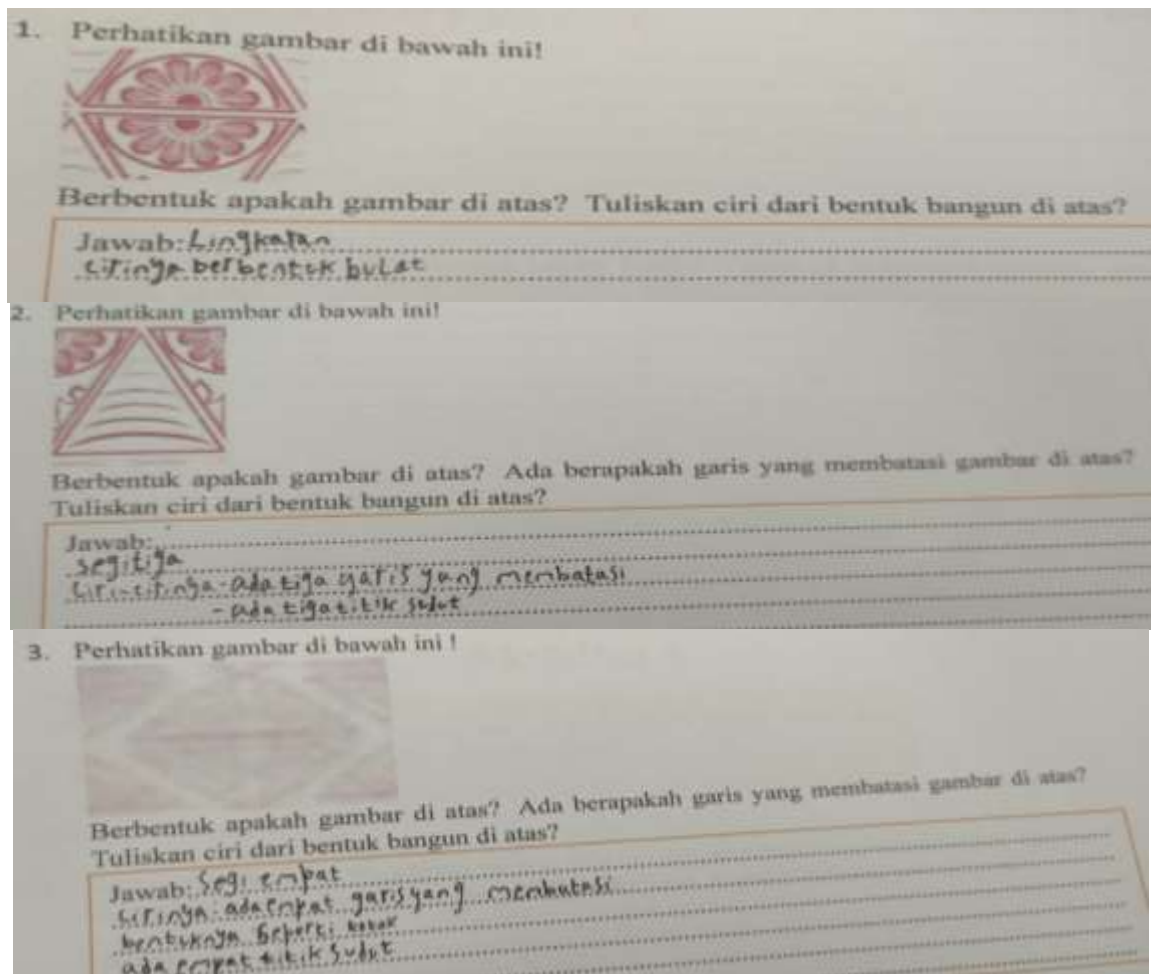 1. Perhatikan gambar di bawah ini!
Berbentuk apakah gambar di atas? Tuliskan ciri dari bentuk bangun di atas?
Jawab: Lingkaran
cirinya berbentuk bulat
2. Perhatikan gambar di bawah ini!
Berbentuk apakah gambar di atas? Ada berapakah garis yang membatasi gambar di atas?
Tuliskan ciri dari bentuk bangun di atas?
Jawab:
segitiga
ciri-cirinya - ada tiga garis yang membatasi
- ada tiga titik sudut
3. Perhatikan gambar di bawah ini !
Berbentuk apakah gambar di atas? Ada berapakah garis yang membatasi gambar di atas?
Tuliskan ciri dari bentuk bangun di atas?
Jawab: Segi empat
cirinya: ada empat garis yang membatasi
bentuknya seperti kotak
ada empat titik sudut